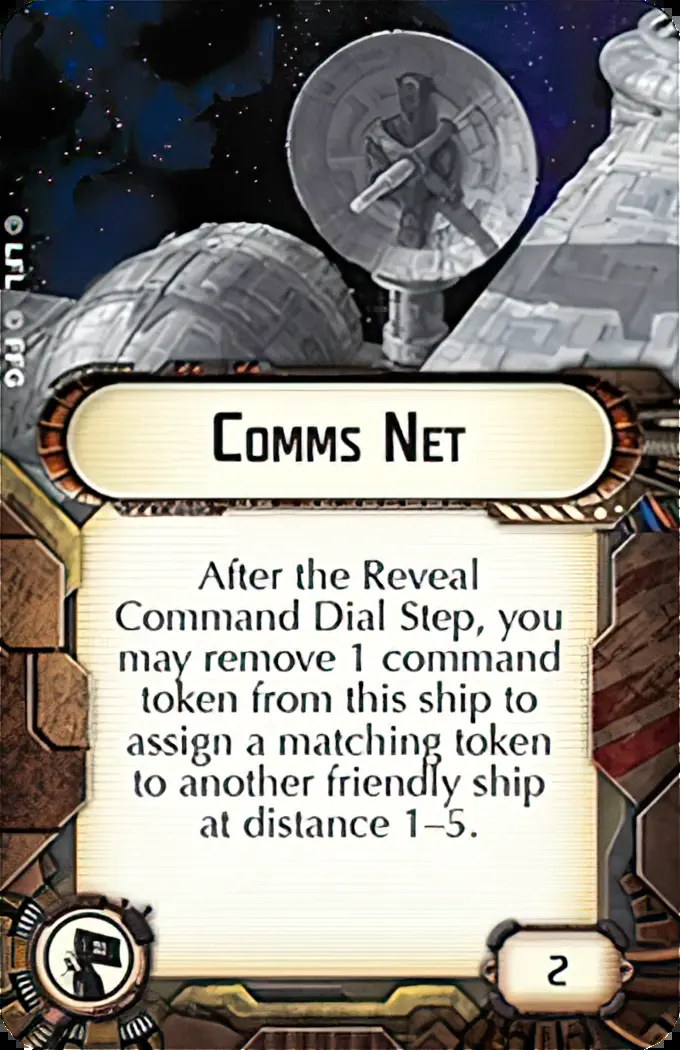 © LFL © FFG
Comms Net
After the Reveal
Command Dial Step, you
may remove 1 command
token from this ship to
assign a matching token
to another friendly ship
at distance 1–5.
2